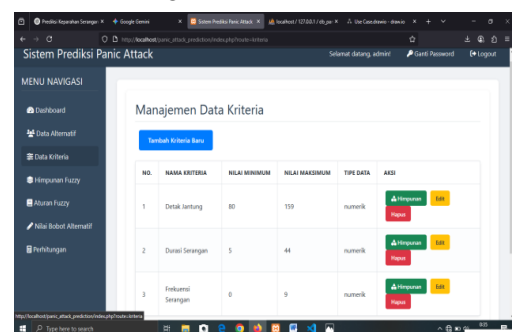 Prediksi Keparahan Serangan
Google Gemini
Sistem Prediksi Panic Attack
localhost / 127.0.0.1 / db_pa
Use Case.drawio - draw.io
http://localhost/panic_attack_prediction/index.php?route=kriteria
Sistem Prediksi Panic Attack
Selamat datang, admin!
Ganti Password
Logout
MENU NAVIGASI
Dashboard
Data Alternatif
Data Kriteria
Himpunan Fuzzy
Aturan Fuzzy
Nilai Bobot Alternatif
Perhitungan
Manajemen Data Kriteria
Tambah Kriteria Baru
NO. NAMA KRITERIA NILAI MINIMUM NILAI MAKSIMUM TIPE DATA AKSI
1 Detak Jantung 80 159 numerik Himpunan Edit
Hapus
2 Durasi Serangan 5 44 numerik Himpunan Edit
Hapus
3 Frekuensi
Serangan 0 9 numerik Himpunan Edit
Hapus
http://localhost/panic_attack_prediction/index.php?route=kriteria
Type here to search
8:05